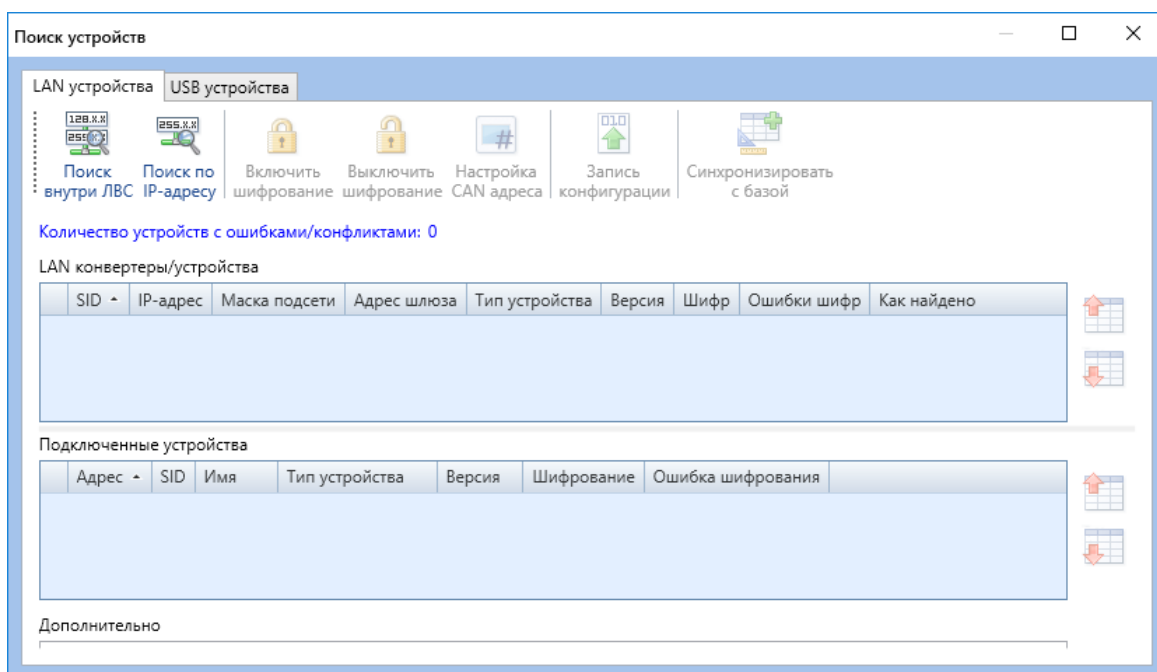 Поиск устройств
LAN устройства USB устройства
128.X.X
255.X.X
010
#
Поиск Поиск по Включить Выключить Настройка Запись Синхронизировать
внутри ЛВС IP-адресу шифрование шифрование CAN адреса конфигурации с базой
Количество устройств с ошибками/конфликтами: 0
LAN конвертеры/устройства
SID IP-адрес Маска подсети Адрес шлюза Тип устройства Версия Шифр Ошибки шифр Как найдено
Подключенные устройства
Адрес SID Имя Тип устройства Версия Шифрование Ошибка шифрования
Дополнительно